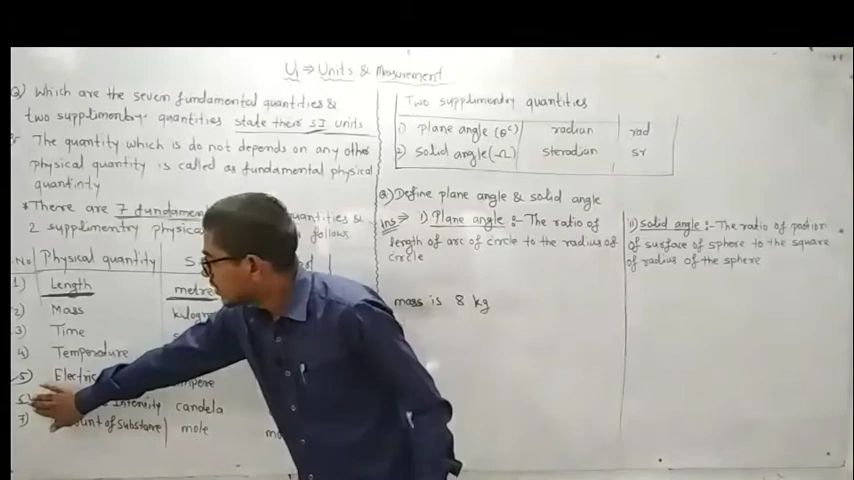 U₁ ⇒ Units & Measurement
Q) Which are the seven fundamental quantities &
two supplimentry quantities state their SI units
The quantity which is do not depends on any other
physical quantity is called as fundamental physical
quantinty
* There are 7 fundamen quantities &
2 supplimentry physica follows
No Physical quantity S
1) Length metre
2) Mass kilogr
3) Time
4) Temperature
5) Electric mpere
6) intensity candela
7) ount of Substance mole mo
Two supplimentry quantities
1) plane angle (θᶜ) radian rad
2) solid angle (Ω) steradian sr
Q) Define plane angle & solid angle
Ans ⇒ 1) Plane angle :- The ratio of
length of arc of circle to the radius of
circle
mass is 8 kg
ii) solid angle :- The ratio of postion
of surface of sphere to the square
of radius of the sphere